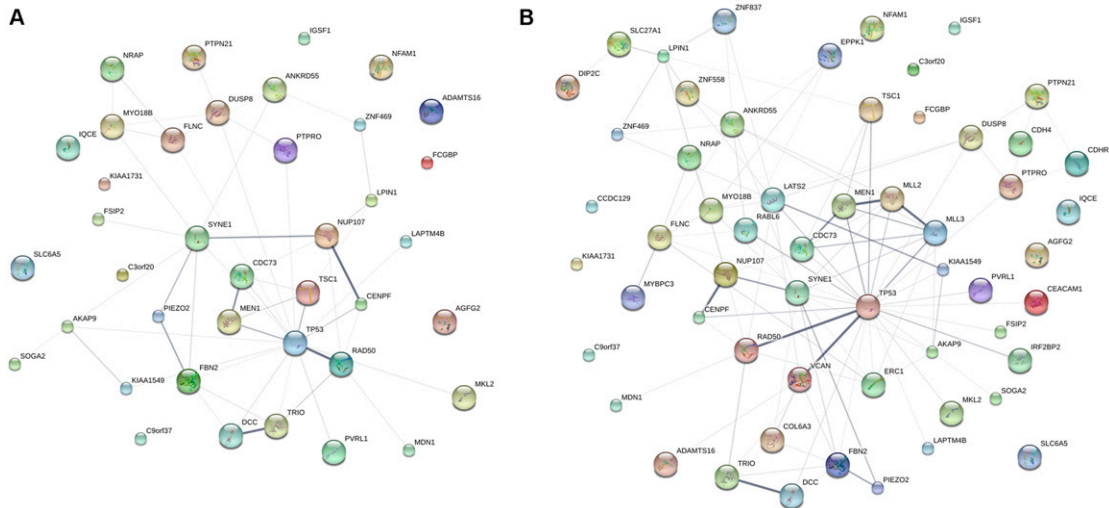 A
IGSF1
PTPN21
NRAP
NFAM1
ANKRD55
ADAMTS16
DUSP8
MYO18B
FLNC
ZNF469
IQCE
PTPRO
FCGBP
KIAA1731
LPIN1
FSIP2
SYNE1
NUP107
LAPTM4B
SLC6A5
C3orf20
CDC73
TSC1
CENPF
PIEZO2
MEN1
AGFG2
AKAP9
TP53
RAD50
SOGA2
FBN2
KIAA1549
MKL2
TRIO
DCC
C9orf37
PVRL1
MDN1
B
ZNF837
SLC27A1
NFAM1
IGSF1
LPIN1
EPPK1
C3orf20
DIP2C
ZNF558
PTPN21
TSC1
FCGBP
ANKRD55
DUSP8
ZNF469
CDH4
NRAP
CDHR
PTPRO
LATS2
MEN1
MLL2
CCDC129
MYO18B
IQCE
RABL6
MLL3
FLNC
CDC73
AGFG2
KIAA1731
NUP107
KIAA1549
SYNE1
PVRL1
MYBPC3
TP53
CEACAM1
CENPF
FSIP2
RAD50
AKAP9
IRF2BP2
C9orf37
VCAN
ERC1
SOGA2
MDN1
MKL2
COL6A3
LAPTM4B
SLC6A5
ADAMTS16
FBN2
TRIO
DCC
PIEZO2